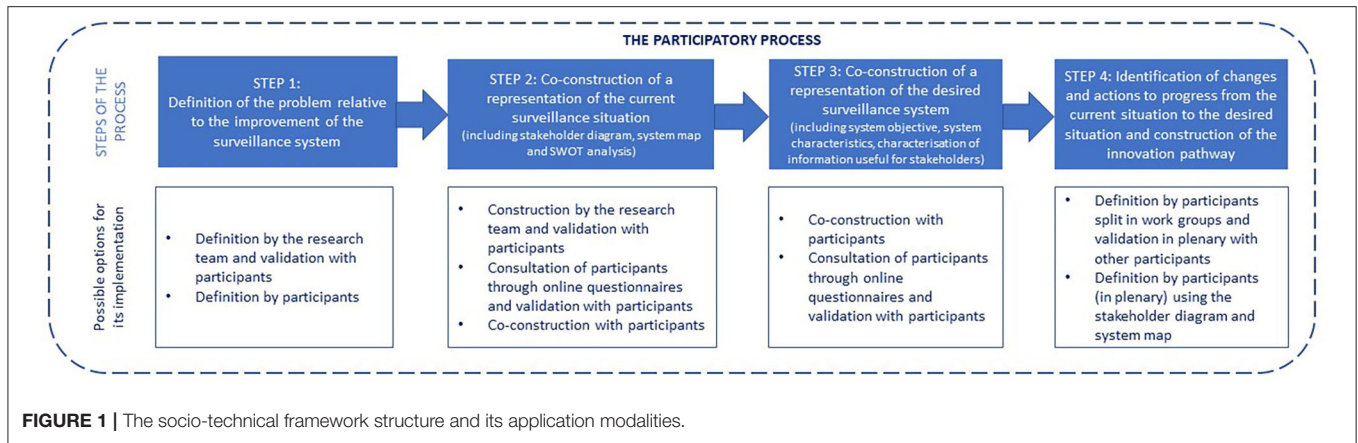 THE PARTICIPATORY PROCESS
STEPS OF THE
PROCESS
STEP 1:
Definition of the problem relative
to the improvement of the
surveillance system
STEP 2: Co-construction of a
representation of the current
surveillance situation
(including stakeholder diagram, system map
and SWOT analysis)
STEP 3: Co-construction of a
representation of the desired
surveillance system
(including system objective, system
characteristics, characterisation of
information useful for stakeholders)
STEP 4: Identification of changes
and actions to progress from the
current situation to the desired
situation and construction of the
innovation pathway
Possible options for
its implementation
• Definition by the research
team and validation with
participants
• Definition by participants
• Construction by the research
team and validation with
participants
• Consultation of participants
through online questionnaires
and validation with participants
• Co-construction with participants
• Co-construction with
participants
• Consultation of participants
through online
questionnaires and
validation with participants
• Definition by participants
split in work groups and
validation in plenary with
other participants
• Definition by participants
(in plenary) using the
stakeholder diagram and
system map
FIGURE 1 | The socio-technical framework structure and its application modalities.